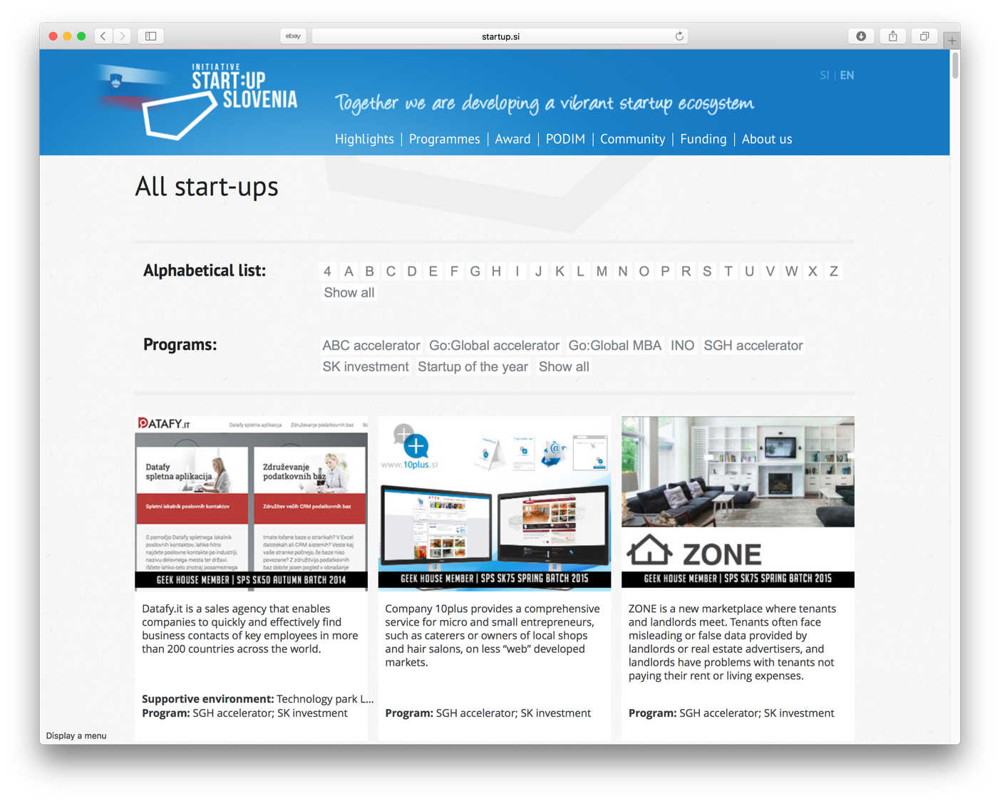 ebay
startup.si
INITIATIVE
START:UP
SLOVENIA
SI | EN
Together we are developing a vibrant startup ecosystem
Highlights | Programmes | Award | PODIM | Community | Funding | About us
All start-ups
Alphabetical list:
4 A B C D E F G H I J K L M N O P R S T U V W X Z
Show all
Programs:
ABC accelerator Go:Global accelerator Go:Global MBA INO SGH accelerator
SK investment Startup of the year Show all
DATAFY.IT
Datafy spletna aplikacija Združevanje podatkovnih baz Bo
Datafy
spletna aplikacija
Spletni iskalnik poslovnih kontaktov
S pomočjo Datafy spletnega iskalnik
poslovnih kontaktov, lahko hitro
najdete poslovne kontakte po industriji,
nazivu delovnega mesta ter državi.
Iščete lahko celo znotraj posameznega
Združevanje
podatkovnih baz
Združitev večih CRM podatkovnih baz
Imate ločene baze o strankah? V Excel
datotekah ali CRM sistemih? Veste kaj
vaše stranke počnejo, če baze niso
povezane? Z združitvijo podatkovnih
baz dobite jasen pogled v obnašanje
GEEK HOUSE MEMBER | SPS SK50 AUTUMN BATCH 2014
Datafy.it is a sales agency that enables
companies to quickly and effectively find
business contacts of key employees in more
than 200 countries across the world.
Supportive environment: Technology park L...
Program: SGH accelerator; SK investment
www.10plus.si
GEEK HOUSE MEMBER | SPS SK75 SPRING BATCH 2015
Company 10plus provides a comprehensive
service for micro and small entrepreneurs,
such as caterers or owners of local shops
and hair salons, on less “web” developed
markets.
Program: SGH accelerator; SK investment
ZONE
GEEK HOUSE MEMBER | SPS SK75 SPRING BATCH 2015
ZONE is a new marketplace where tenants
and landlords meet. Tenants often face
misleading or false data provided by
landlords or real estate advertisers, and
landlords have problems with tenants not
paying their rent or living expenses.
Program: SGH accelerator; SK investment
Display a menu